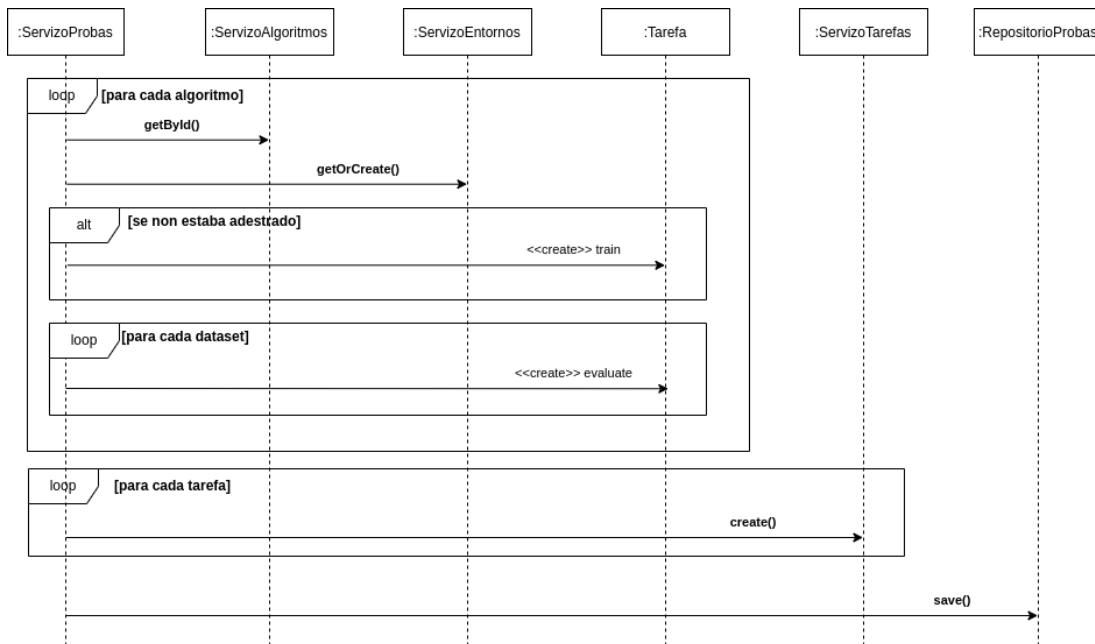 :ServizoProbas
:ServizoAlgoritmos
:ServizoEntornos
:Tarefa
:ServizoTarefas
:RepositorioProbas
loop
[para cada algoritmo]
getById()
getOrCreate()
alt
[se non estaba adestrado]
<<create>> train
loop
[para cada dataset]
<<create>> evaluate
loop
[para cada tarefa]
create()
save()